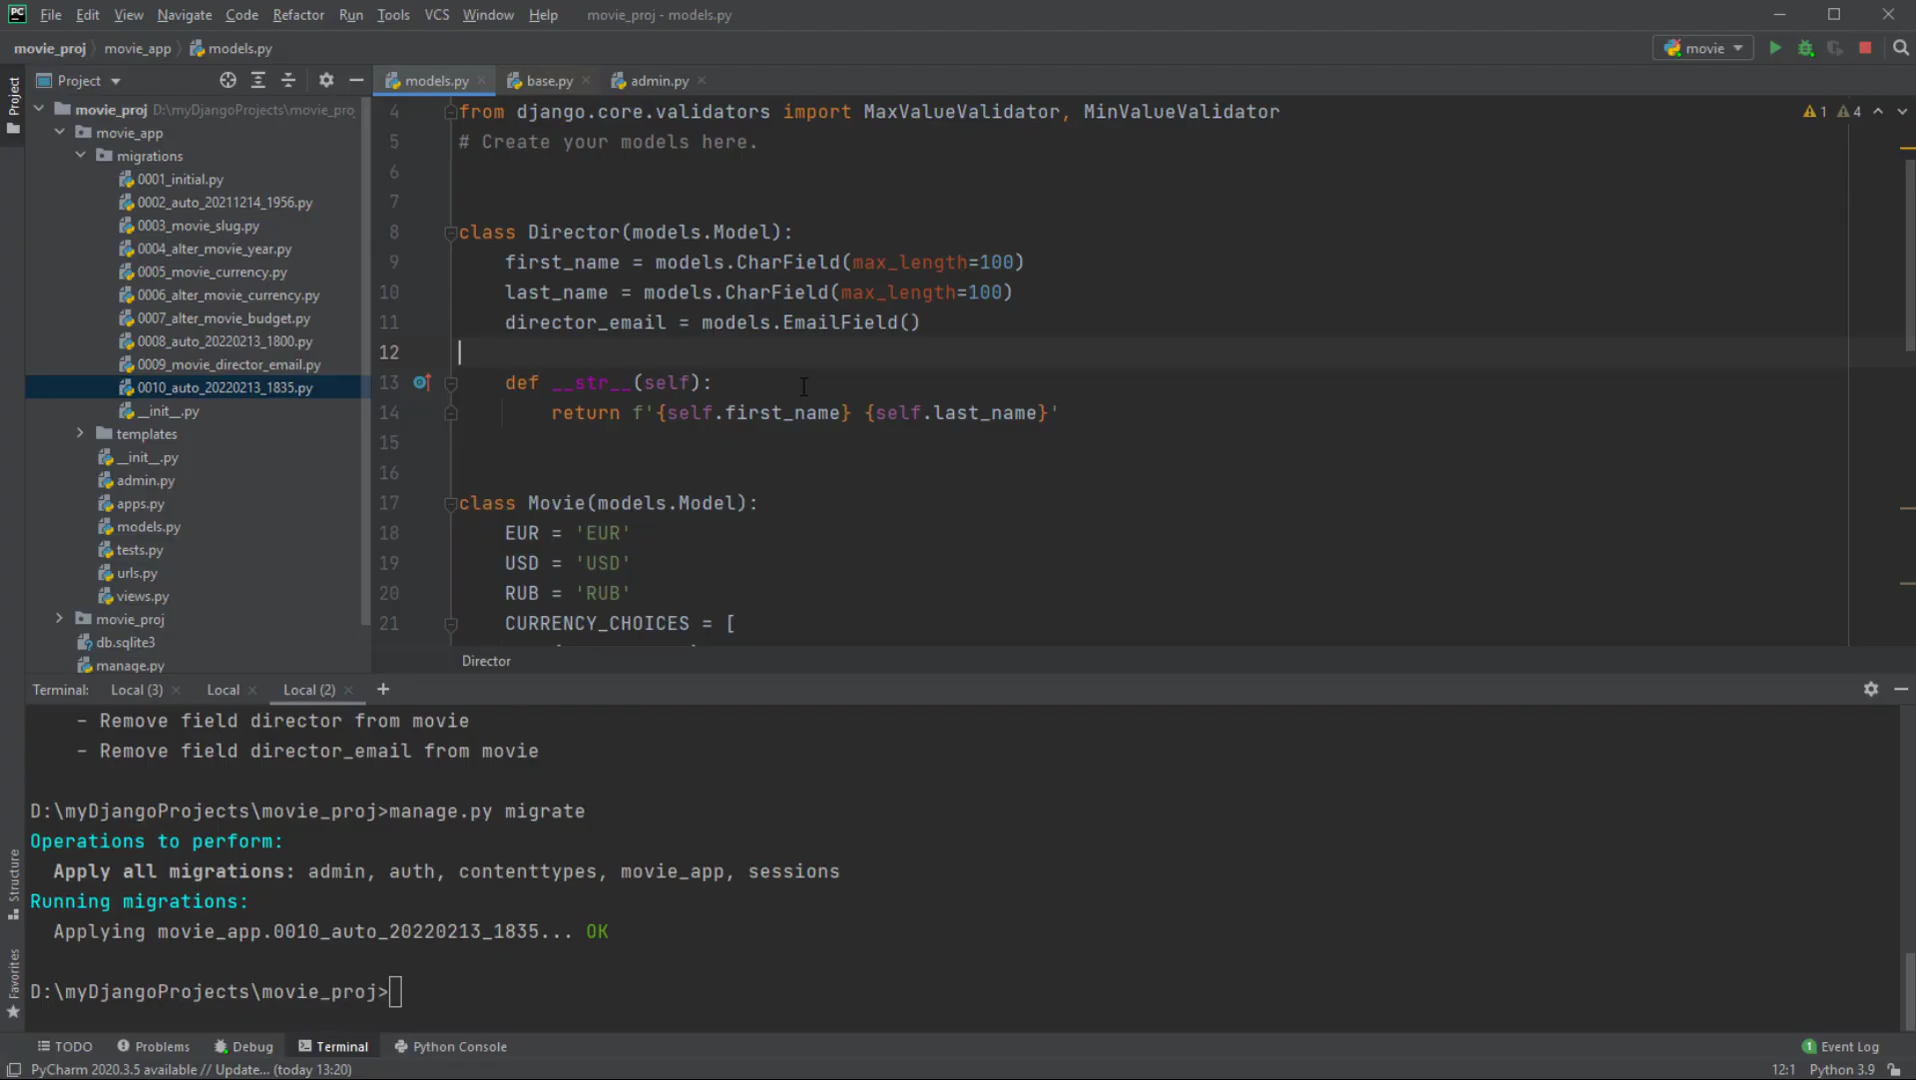 PC File Edit View Navigate Code Refactor Run Tools VCS Window Help movie_proj - models.py
movie_proj movie_app models.py movie
Project models.py base.py admin.py
Project
movie_proj D:\myDjangoProjects\movie_pro
movie_app
migrations
0001_initial.py
0002_auto_20211214_1956.py
0003_movie_slug.py
0004_alter_movie_year.py
0005_movie_currency.py
0006_alter_movie_currency.py
0007_alter_movie_budget.py
0008_auto_20220213_1800.py
0009_movie_director_email.py
0010_auto_20220213_1835.py
__init__.py
templates
__init__.py
admin.py
apps.py
models.py
tests.py
urls.py
views.py
movie_proj
db.sqlite3
manage.py
4 from django.core.validators import MaxValueValidator, MinValueValidator
1 4
5 # Create your models here.
6
7
8 class Director(models.Model):
9 first_name = models.CharField(max_length=100)
10 last_name = models.CharField(max_length=100)
11 director_email = models.EmailField()
12
13 def __str__(self):
14 return f'{self.first_name} {self.last_name}'
15
16
17 class Movie(models.Model):
18 EUR = 'EUR'
19 USD = 'USD'
20 RUB = 'RUB'
21 CURRENCY_CHOICES = [
Director
Terminal: Local (3) Local Local (2) +
- Remove field director from movie
- Remove field director_email from movie
D:\myDjangoProjects\movie_proj>manage.py migrate
Operations to perform:
Apply all migrations: admin, auth, contenttypes, movie_app, sessions
Running migrations:
Applying movie_app.0010_auto_20220213_1835... OK
D:\myDjangoProjects\movie_proj>
Structure
Favorites
TODO Problems Debug Terminal Python Console 1 Event Log
PyCharm 2020.3.5 available // Update... (today 13:20) 12:1 Python 3.9